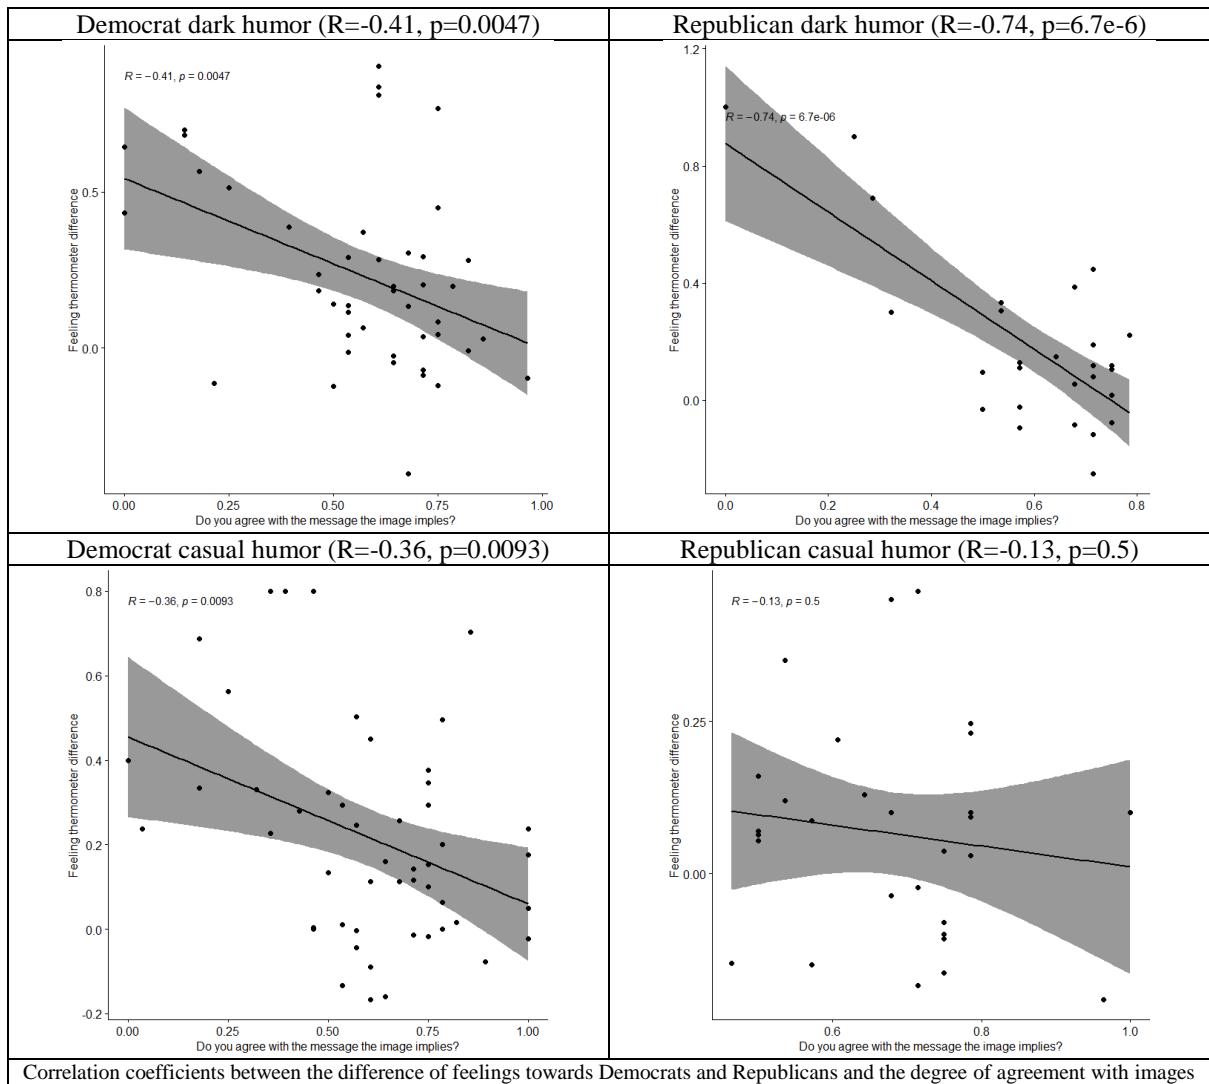 Democrat dark humor (R=-0.41, p=0.0047)
R = −0.41, p = 0.0047
Feeling thermometer difference
0.5
0.0
0.00 0.25 0.50 0.75 1.00
Do you agree with the message the image implies?
Republican dark humor (R=-0.74, p=6.7e-6)
R = −0.74, p = 6.7e-06
Feeling thermometer difference
1.2
0.8
0.4
0.0
0.0 0.2 0.4 0.6 0.8
Do you agree with the message the image implies?
Democrat casual humor (R=-0.36, p=0.0093)
R = −0.36, p = 0.0093
Feeling thermometer difference
0.8
0.6
0.4
0.2
0.0
-0.2
0.00 0.25 0.50 0.75 1.00
Do you agree with the message the image implies?
Republican casual humor (R=-0.13, p=0.5)
R = −0.13, p = 0.5
Feeling thermometer difference
0.25
0.00
0.6 0.8 1.0
Do you agree with the message the image implies?
Correlation coefficients between the difference of feelings towards Democrats and Republicans and the degree of agreement with images